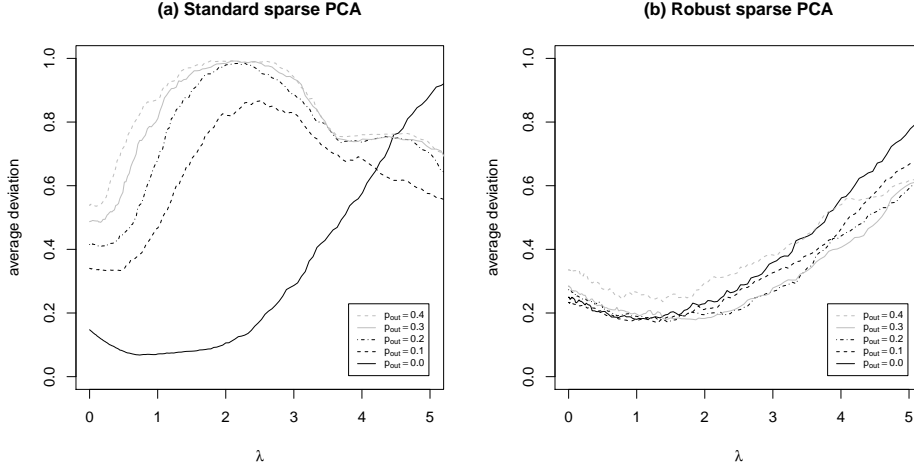 (a) Standard sparse PCA
average deviation
1.0
0.8
0.6
0.4
0.2
0.0
0 1 2 3 4 5
λ
p_out = 0.4
p_out = 0.3
p_out = 0.2
p_out = 0.1
p_out = 0.0
(b) Robust sparse PCA
average deviation
1.0
0.8
0.6
0.4
0.2
0.0
0 1 2 3 4 5
λ
p_out = 0.4
p_out = 0.3
p_out = 0.2
p_out = 0.1
p_out = 0.0